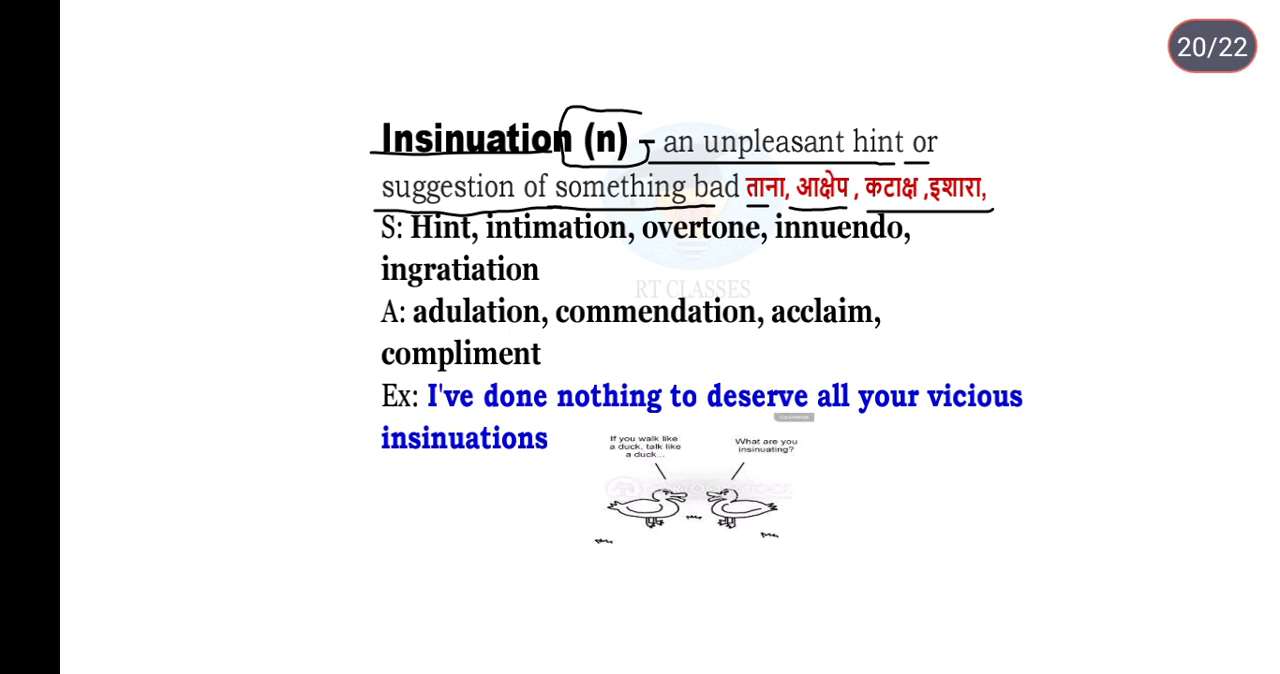 20/22
Insinuation (n) – an unpleasant hint or
suggestion of something bad ताना, आक्षेप , कटाक्ष ,इशारा,
S: Hint, intimation, overtone, innuendo,
ingratiation
RT CLASSES
A: adulation, commendation, acclaim,
compliment
Ex: I've done nothing to deserve all your vicious
insinuations
If you walk like
a duck, talk like
a duck...
What are you
insinuating?